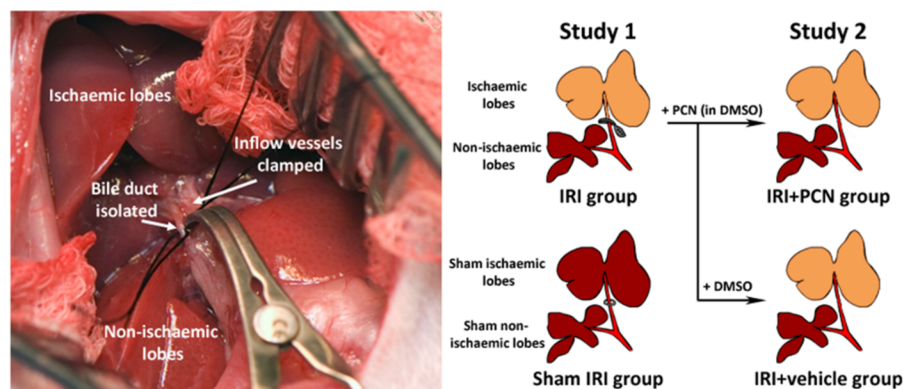 Ischaemic lobes
Inflow vessels
clamped
Bile duct
isolated
Non-ischaemic
lobes
Study 1
Study 2
Ischaemic
lobes
+ PCN (in DMSO)
Non-ischaemic
lobes
IRI group
IRI+PCN group
Sham ischaemic
lobes
+ DMSO
Sham non-
ischaemic lobes
Sham IRI group
IRI+vehicle group